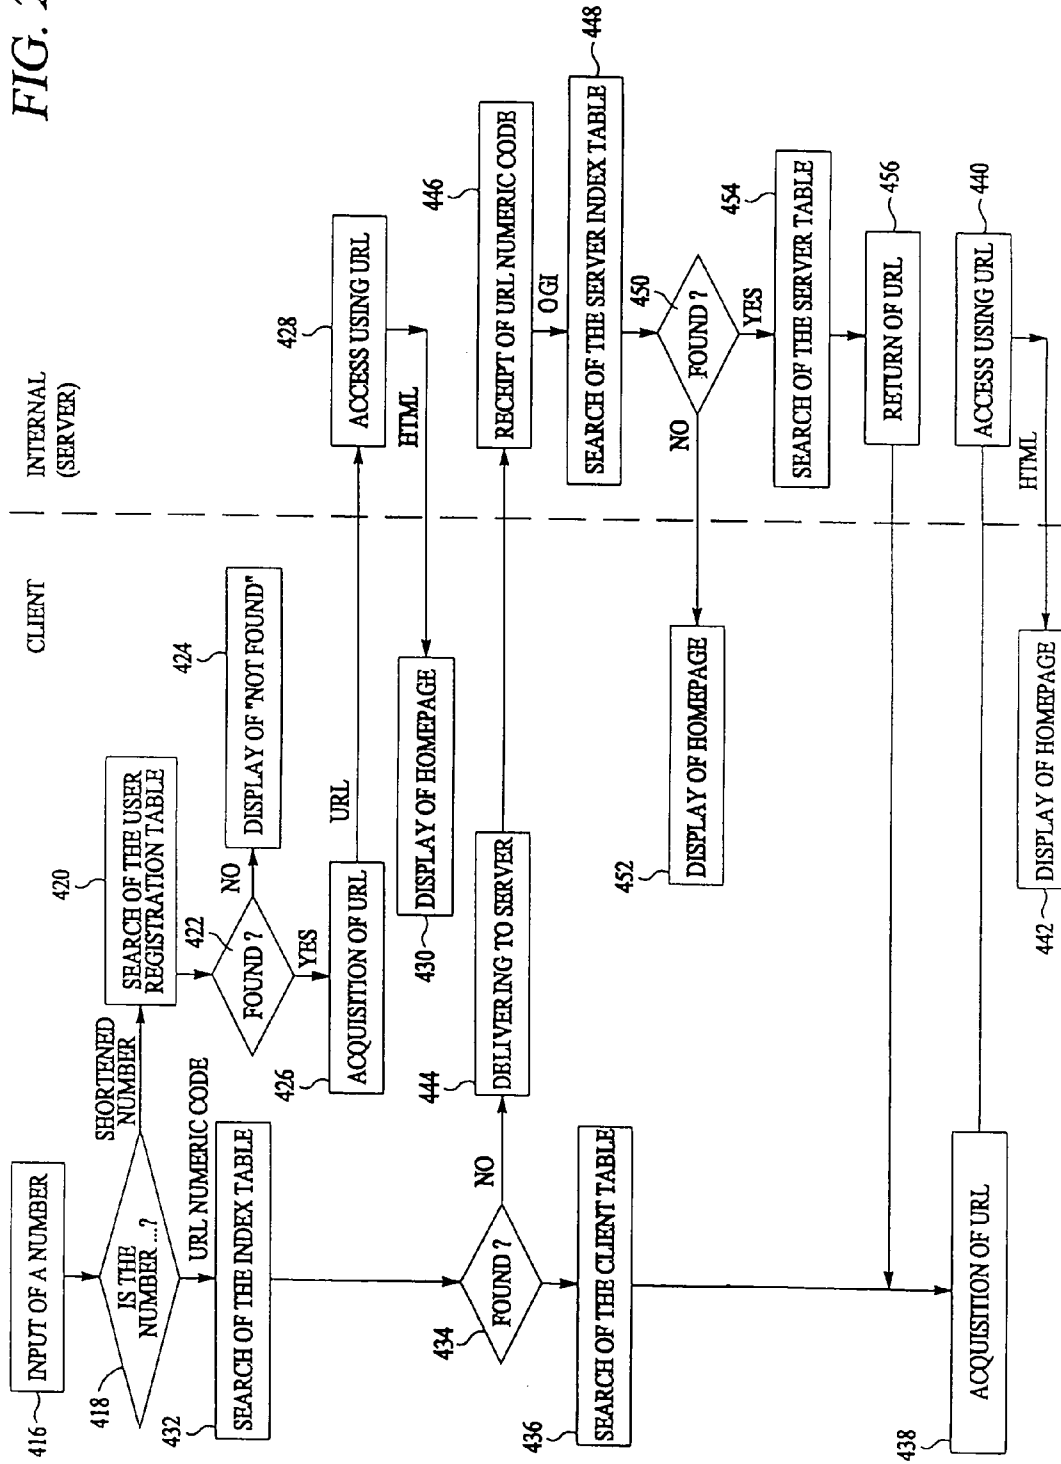 FIG. 2
CLIENT
INTERNAL
(SERVER)
416
INPUT OF A NUMBER
418
IS THE
NUMBER ...?
SHORTENED
NUMBER
420
SEARCH OF THE USER
REGISTRATION TABLE
URL NUMERIC CODE
432
SEARCH OF THE INDEX TABLE
422
FOUND ?
NO
424
DISPLAY OF "NOT FOUND"
YES
426
ACQUISITION OF URL
URL
428
ACCESS USING URL
HTML
430
DISPLAY OF HOMEPAGE
434
FOUND ?
NO
444
DELIVERING TO SERVER
446
RECEIPT OF URL NUMERIC CODE
OGI
448
SEARCH OF THE SERVER INDEX TABLE
436
SEARCH OF THE CLIENT TABLE
450
FOUND ?
NO
452
DISPLAY OF HOMEPAGE
YES
454
SEARCH OF THE SERVER TABLE
456
RETURN OF URL
438
ACQUISITION OF URL
440
ACCESS USING URL
HTML
442
DISPLAY OF HOMEPAGE